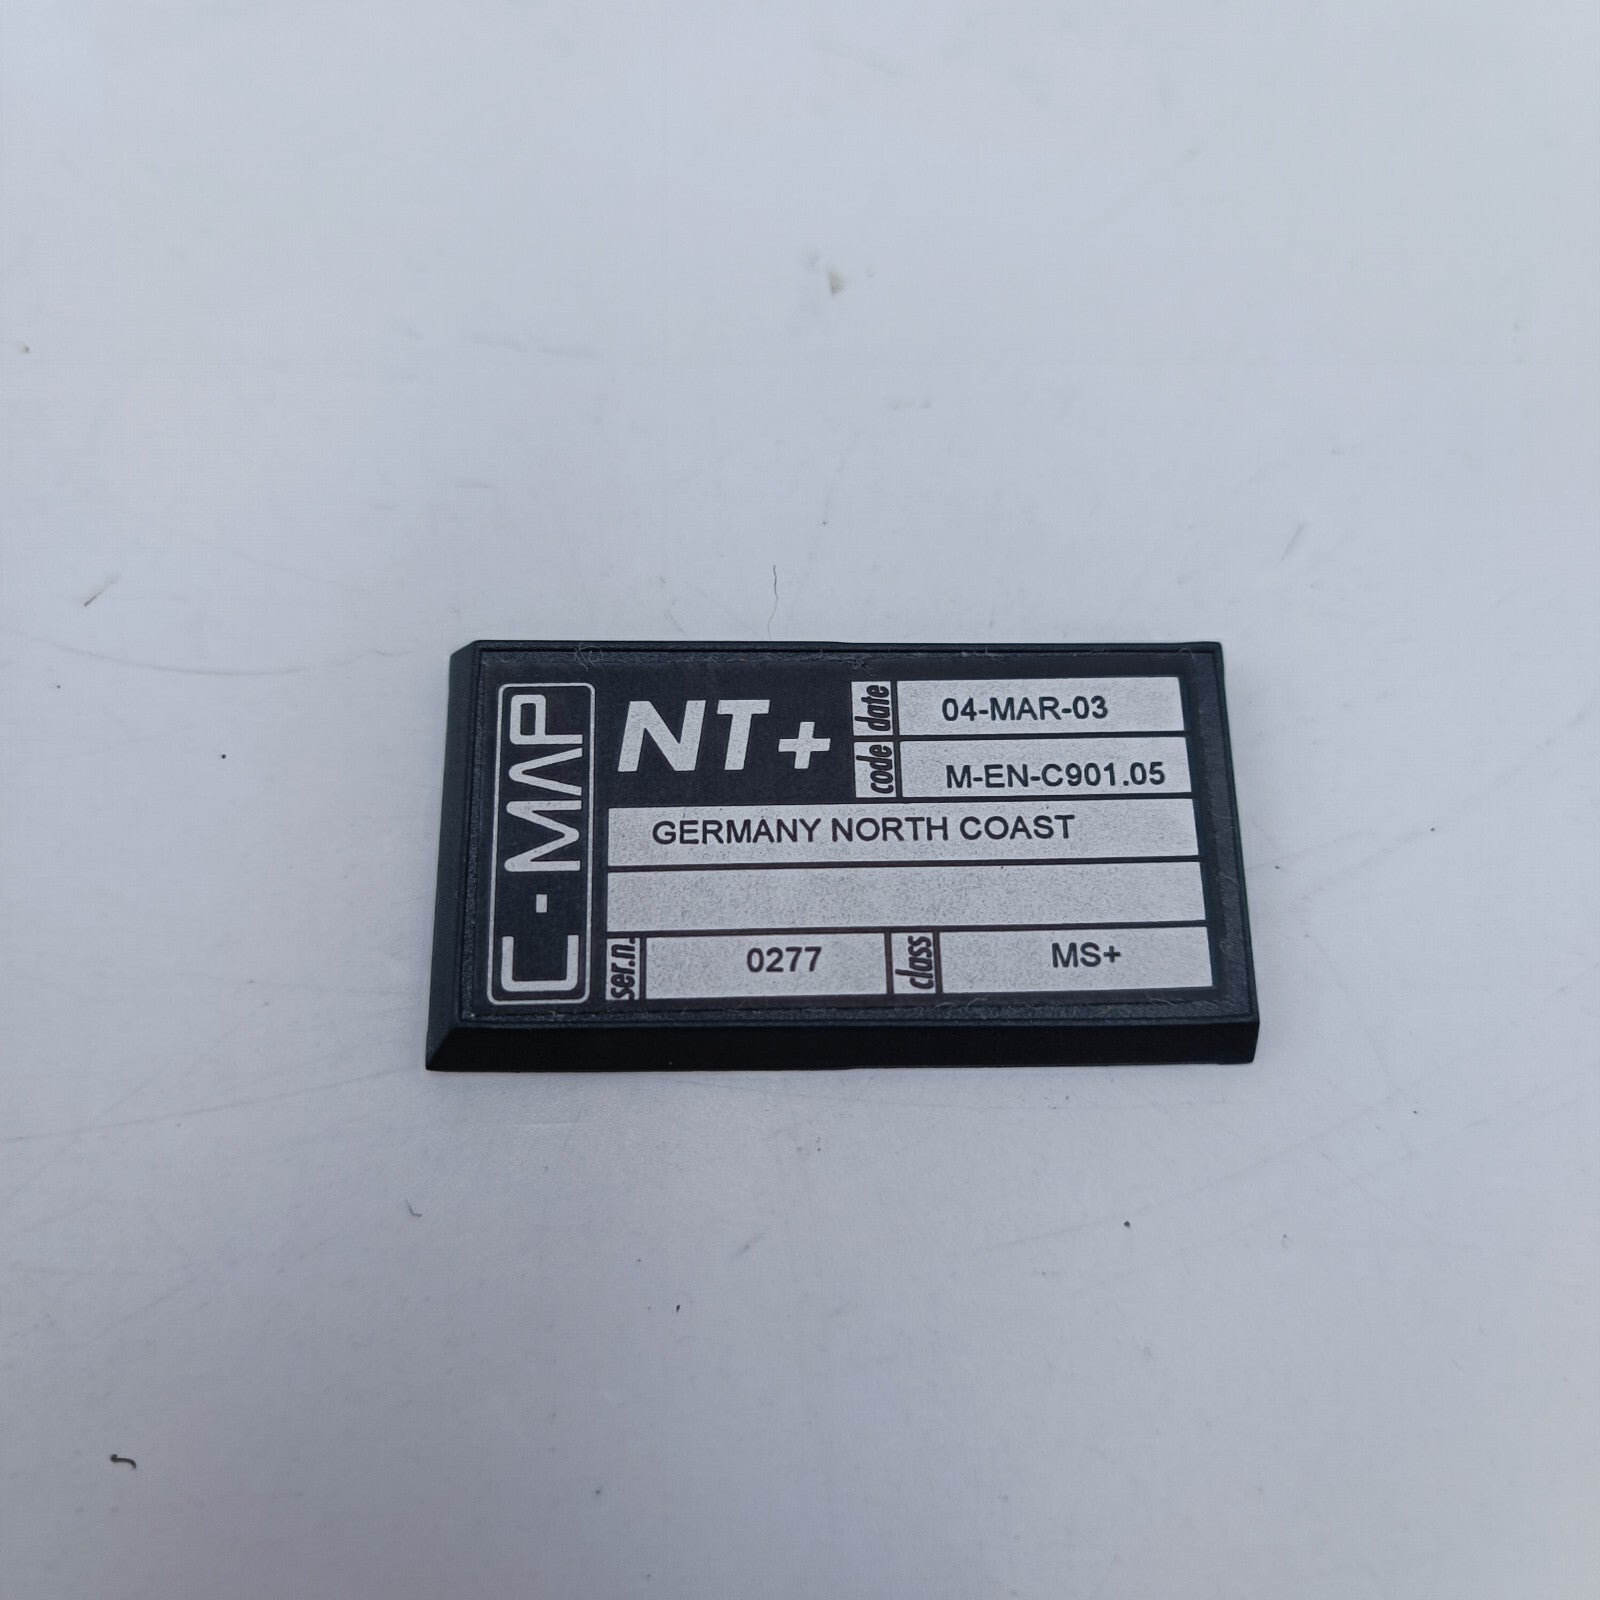 C-MAP
NT+
date 04-MAR-03
code M-EN-C901.05
GERMANY NORTH COAST
ser.n. 0277 class MS+